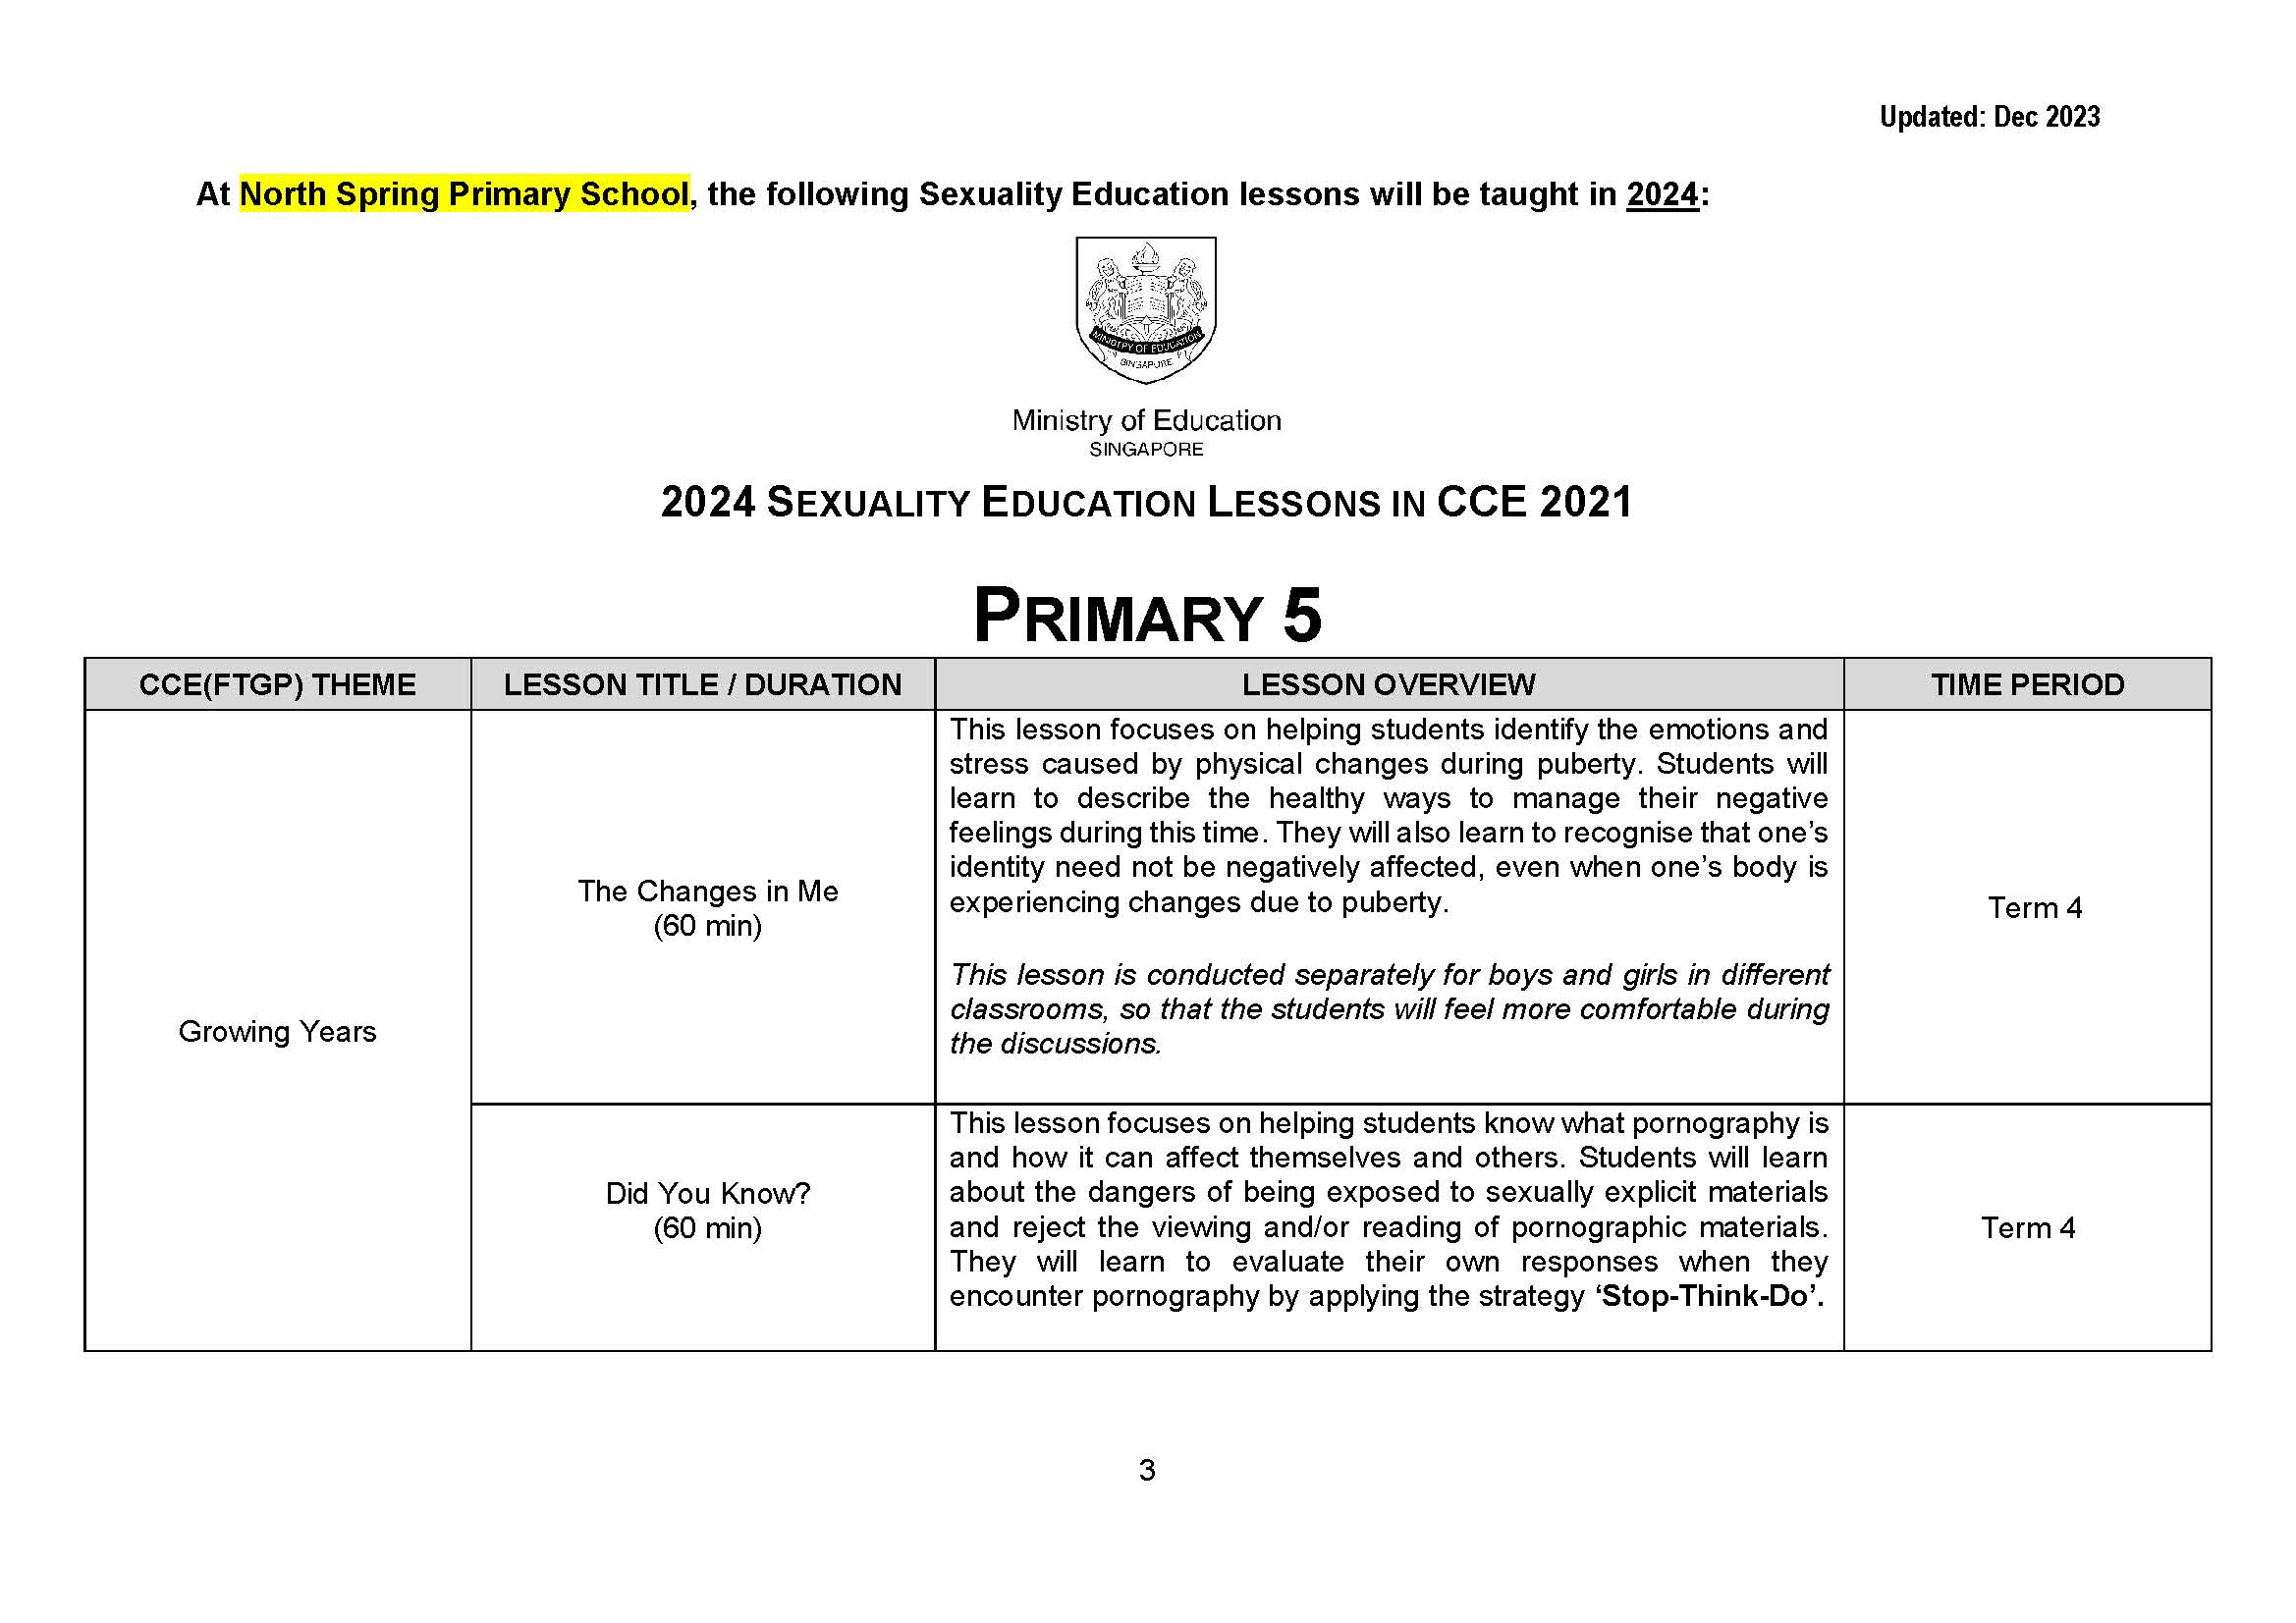 Updated: Dec 2023
At North Spring Primary School, the following Sexuality Education lessons will be taught in 2024:
MINISTRY OF EDUCATION
SINGAPORE
Ministry of Education
SINGAPORE
2024 SEXUALITY EDUCATION LESSONS IN CCE 2021
PRIMARY 5
CCE(FTGP) THEME
LESSON TITLE / DURATION
LESSON OVERVIEW
TIME PERIOD
Growing Years
The Changes in Me
(60 min)
This lesson focuses on helping students identify the emotions and
stress caused by physical changes during puberty. Students will
learn to describe the healthy ways to manage their negative
feelings during this time. They will also learn to recognise that one’s
identity need not be negatively affected, even when one’s body is
experiencing changes due to puberty.
This lesson is conducted separately for boys and girls in different
classrooms, so that the students will feel more comfortable during
the discussions.
Term 4
Did You Know?
(60 min)
This lesson focuses on helping students know what pornography is
and how it can affect themselves and others. Students will learn
about the dangers of being exposed to sexually explicit materials
and reject the viewing and/or reading of pornographic materials.
They will learn to evaluate their own responses when they
encounter pornography by applying the strategy ‘Stop-Think-Do’.
Term 4
3